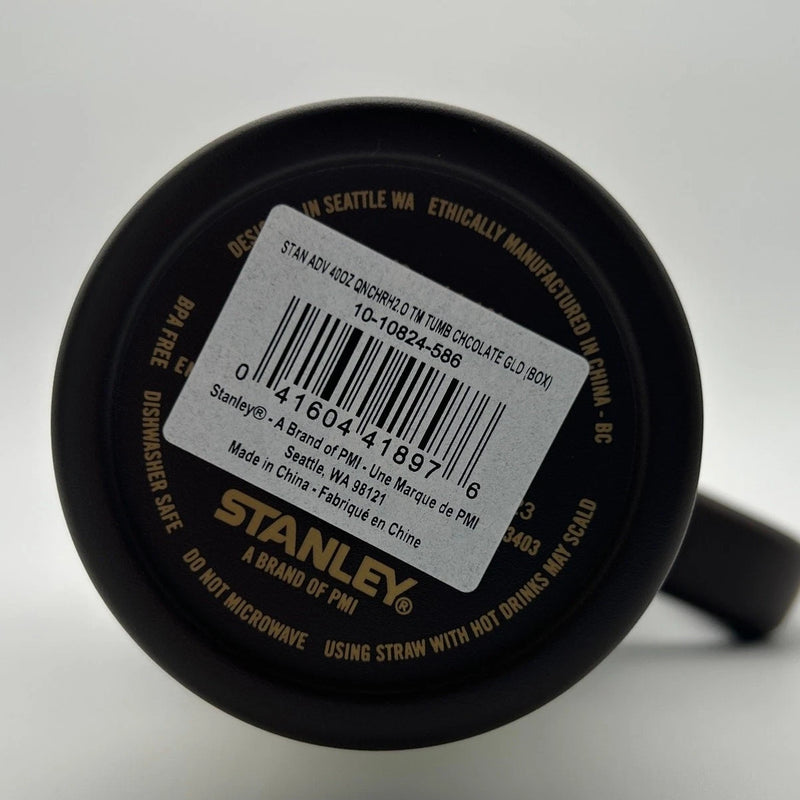 STAN ADV 40OZ QNCHRH2.0 TM TUMB CHCOLATE GLD (BOX)
10-10824-586
0 41604 41897 6
Stanley® - A Brand of PMI - Une Marque de PMI
Seattle, WA 98121
Made in China - Fabriqué en Chine
IN SEATTLE WA
ETHICALLY MANUFACTURED IN CHINA - BC
BPA FREE
DISHWASHER SAFE
DO NOT MICROWAVE
USING STRAW WITH HOT DRINKS MAY SCALD
3403
STANLEY®
A BRAND OF PMI